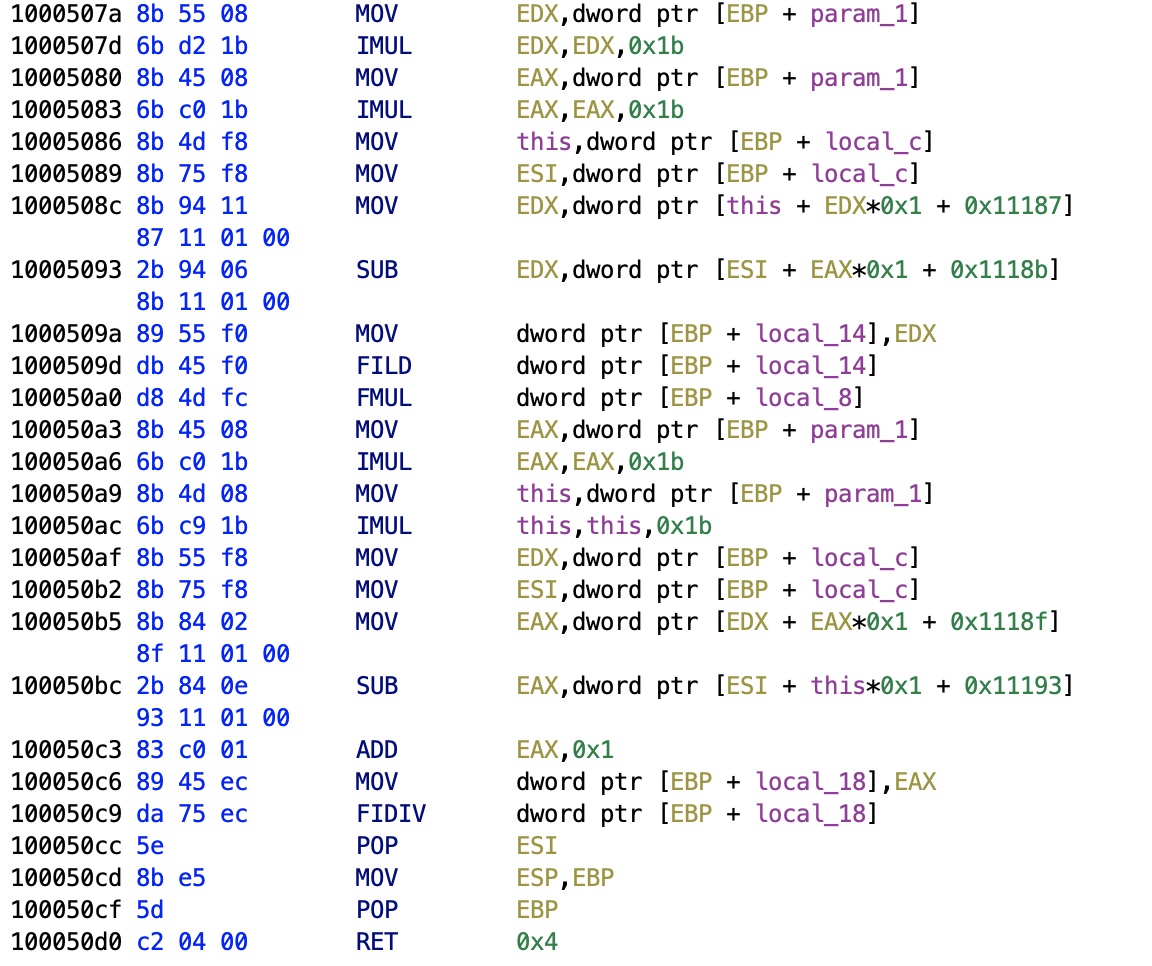 1000507a 8b 55 08 MOV EDX,dword ptr [EBP + param_1]
1000507d 6b d2 1b IMUL EDX,EDX,0x1b
10005080 8b 45 08 MOV EAX,dword ptr [EBP + param_1]
10005083 6b c0 1b IMUL EAX,EAX,0x1b
10005086 8b 4d f8 MOV this,dword ptr [EBP + local_c]
10005089 8b 75 f8 MOV ESI,dword ptr [EBP + local_c]
1000508c 8b 94 11 MOV EDX,dword ptr [this + EDX*0x1 + 0x11187]
87 11 01 00
10005093 2b 94 06 SUB EDX,dword ptr [ESI + EAX*0x1 + 0x1118b]
8b 11 01 00
1000509a 89 55 f0 MOV dword ptr [EBP + local_14],EDX
1000509d db 45 f0 FILD dword ptr [EBP + local_14]
100050a0 d8 4d fc FMUL dword ptr [EBP + local_8]
100050a3 8b 45 08 MOV EAX,dword ptr [EBP + param_1]
100050a6 6b c0 1b IMUL EAX,EAX,0x1b
100050a9 8b 4d 08 MOV this,dword ptr [EBP + param_1]
100050ac 6b c9 1b IMUL this,this,0x1b
100050af 8b 55 f8 MOV EDX,dword ptr [EBP + local_c]
100050b2 8b 75 f8 MOV ESI,dword ptr [EBP + local_c]
100050b5 8b 84 02 MOV EAX,dword ptr [EDX + EAX*0x1 + 0x1118f]
8f 11 01 00
100050bc 2b 84 0e SUB EAX,dword ptr [ESI + this*0x1 + 0x11193]
93 11 01 00
100050c3 83 c0 01 ADD EAX,0x1
100050c6 89 45 ec MOV dword ptr [EBP + local_18],EAX
100050c9 da 75 ec FIDIV dword ptr [EBP + local_18]
100050cc 5e POP ESI
100050cd 8b e5 MOV ESP,EBP
100050cf 5d POP EBP
100050d0 c2 04 00 RET 0x4